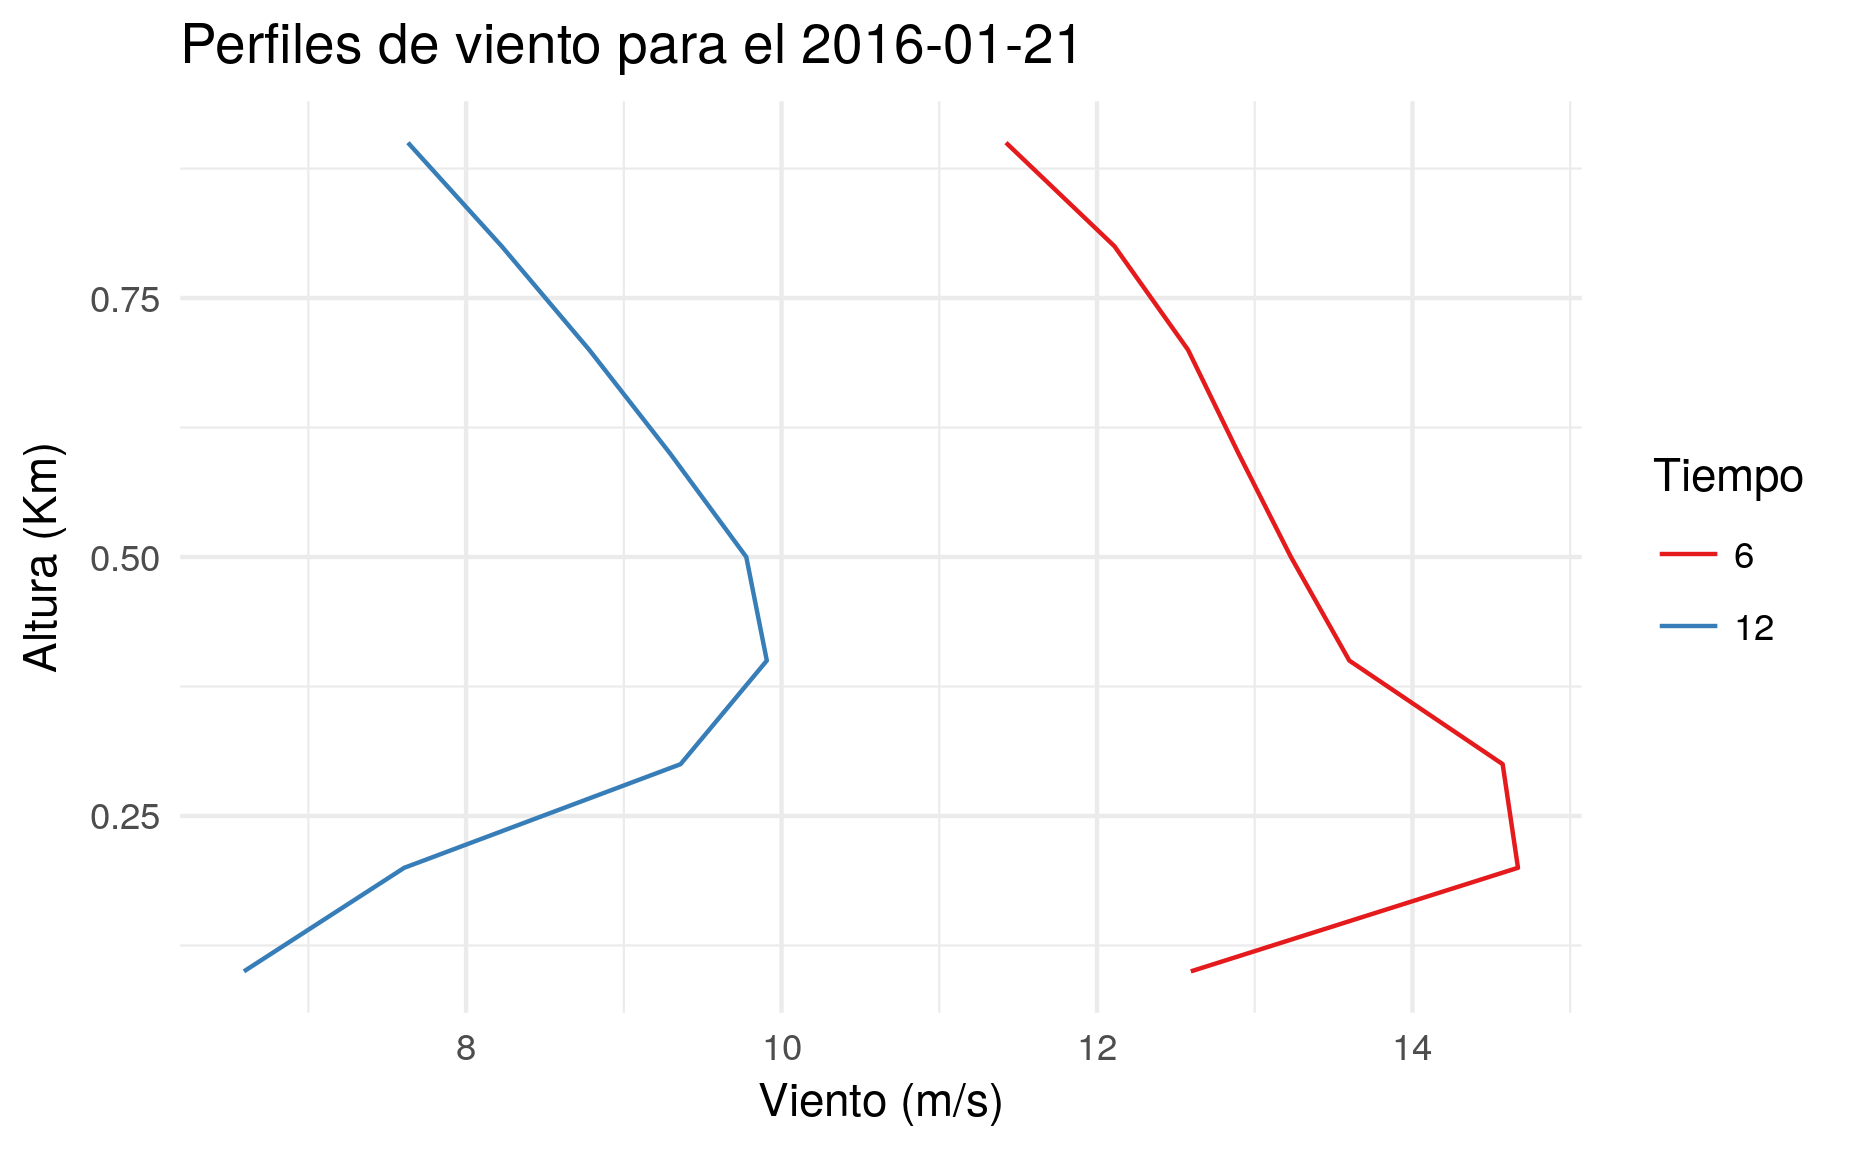 Perfiles de viento para el 2016-01-21
Altura (Km)
0.75
0.50
0.25
8 10 12 14
Viento (m/s)
Tiempo
6
12